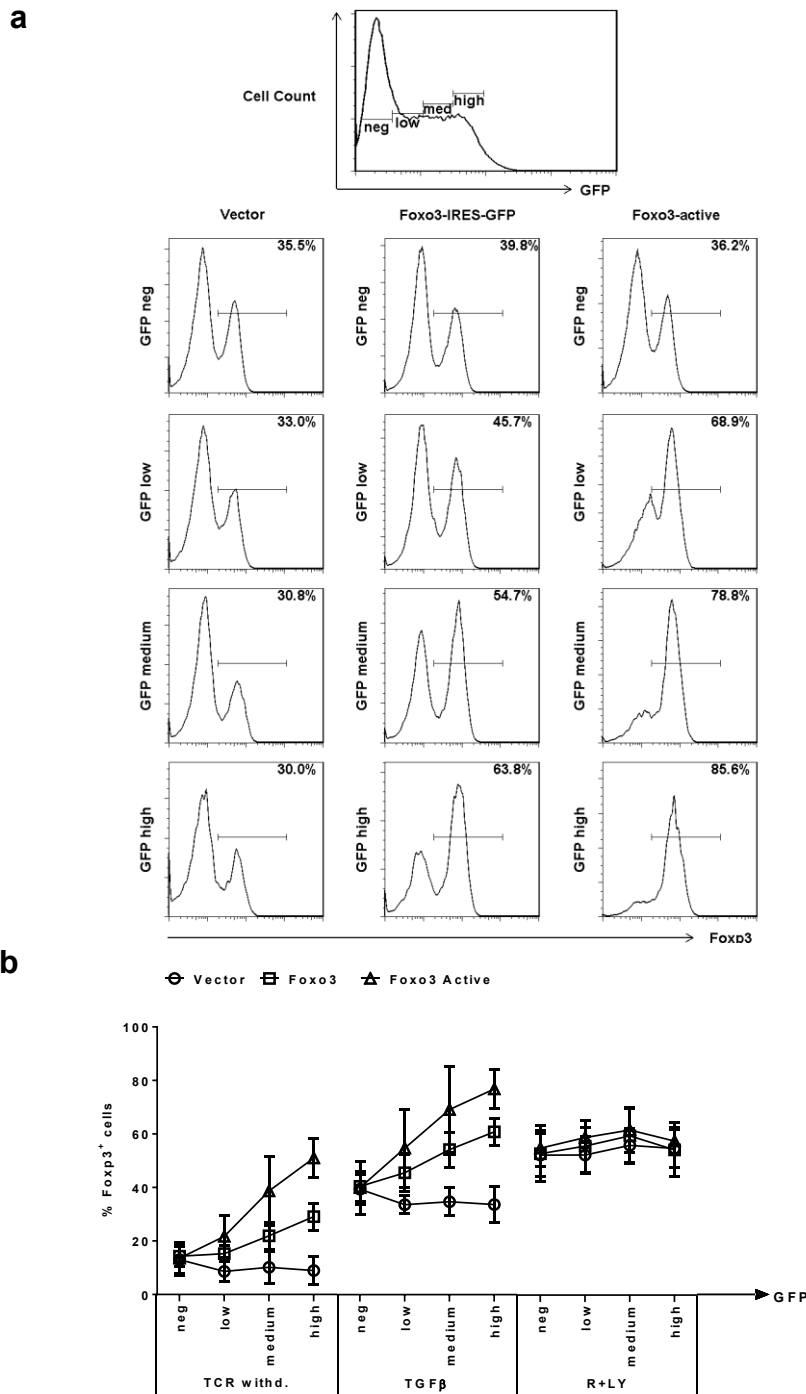 a
Cell Count
neg
low
med
high
GFP
Vector
Foxo3-IRES-GFP
Foxo3-active
GFP neg
35.5%
39.8%
36.2%
GFP low
33.0%
45.7%
68.9%
GFP medium
30.8%
54.7%
78.8%
GFP high
30.0%
63.8%
85.6%
Foxp3
b
Vector Foxo3 Foxo3 Active
% Foxp3+ cells
100
80
60
40
20
0
GFP
neg
low
medium
high
neg
low
medium
high
neg
low
medium
high
TCR withd.
TGFβ
R+LY